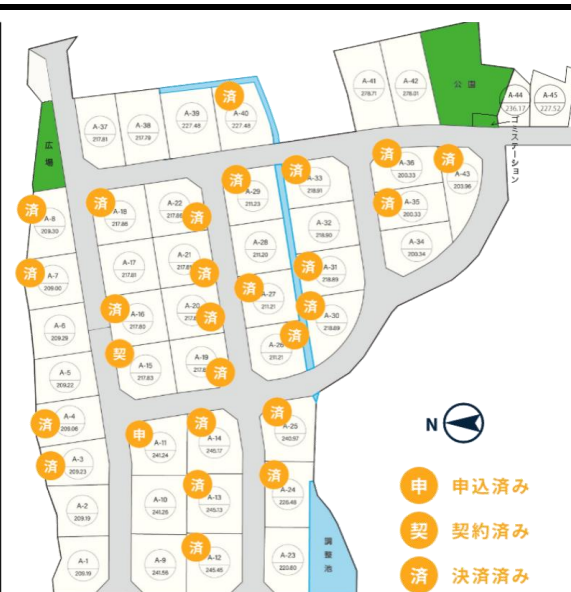 A-41
276.71
A-42
276.01
公園
A-44
236.17
A-45
227.52
ゴミステーション
A-37
217.81
A-38
217.78
A-39
227.48
済
A-40
227.48
広場
済
A-8
209.30
済
A-18
217.86
A-22
217.86
済
済
A-29
211.23
済
A-33
218.91
済
A-36
200.33
済
A-43
203.96
済
A-35
200.33
A-32
218.90
A-34
200.34
済
A-7
209.00
A-17
217.81
A-21
217.81
済
A-28
211.20
済
A-31
218.89
済
A-16
217.83
A-20
済
済
A-27
211.21
済
A-30
218.89
A-6
209.29
契
A-15
217.83
A-19
済
A-26
211.21
済
A-5
209.22
済
A-4
209.06
済
A-3
209.23
申
A-11
241.24
済
A-14
245.17
済
A-25
240.97
N
A-2
209.19
A-10
241.26
済
A-13
245.13
済
A-24
226.48
A-1
209.19
A-9
241.56
済
A-12
245.45
A-23
220.80
調整池
申 申込済み
契 契約済み
済 決済済み